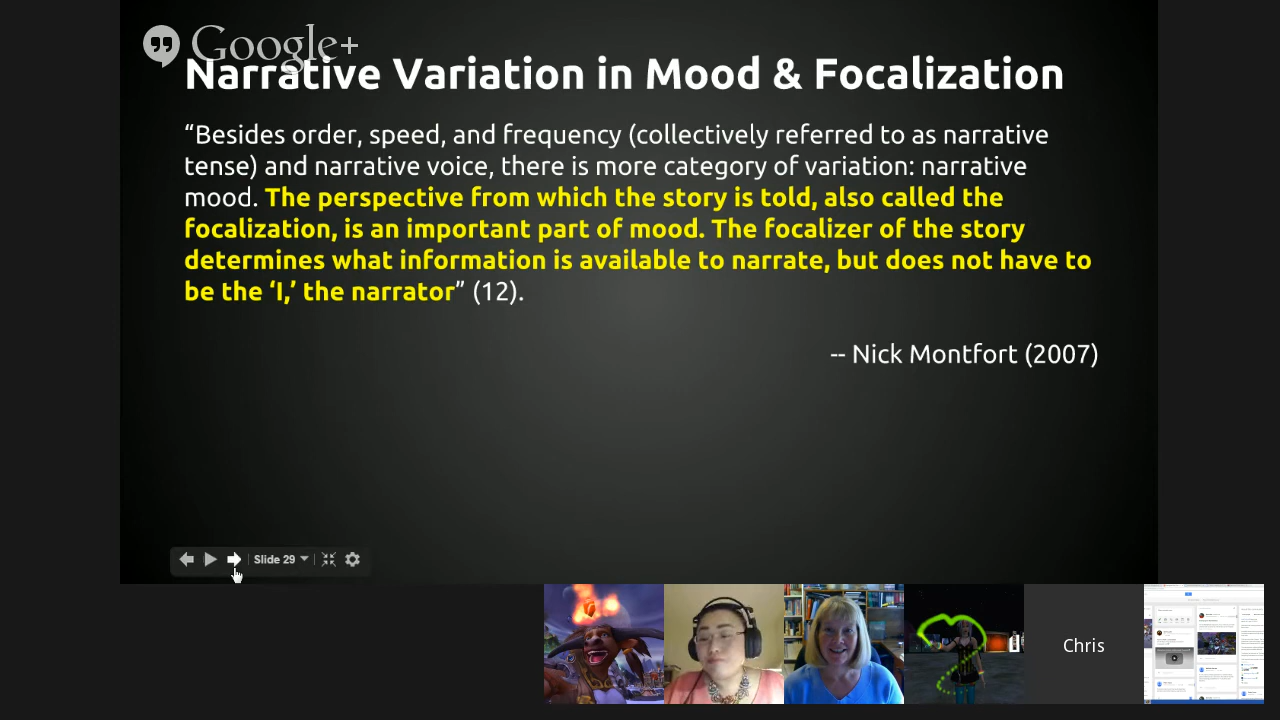 Google+
Narrative Variation in Mood & Focalization
“Besides order, speed, and frequency (collectively referred to as narrative
tense) and narrative voice, there is more category of variation: narrative
mood. The perspective from which the story is told, also called the
focalization, is an important part of mood. The focalizer of the story
determines what information is available to narrate, but does not have to
be the ‘I,’ the narrator” (12).
-- Nick Montfort (2007)
Slide 29
Chris